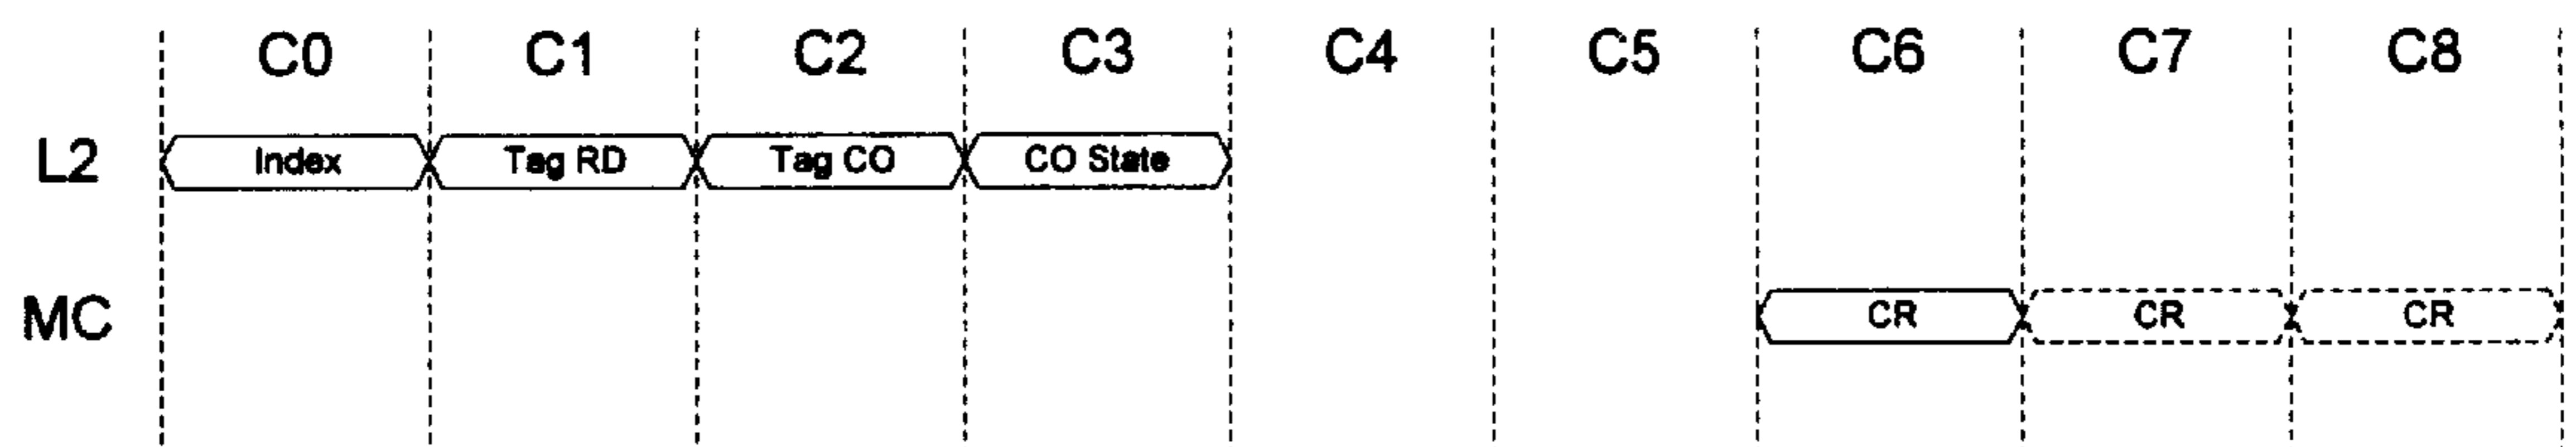 C0 C1 C2 C3 C4 C5 C6 C7 C8
L2 Index Tag RD Tag CO CO State
MC CR CR CR